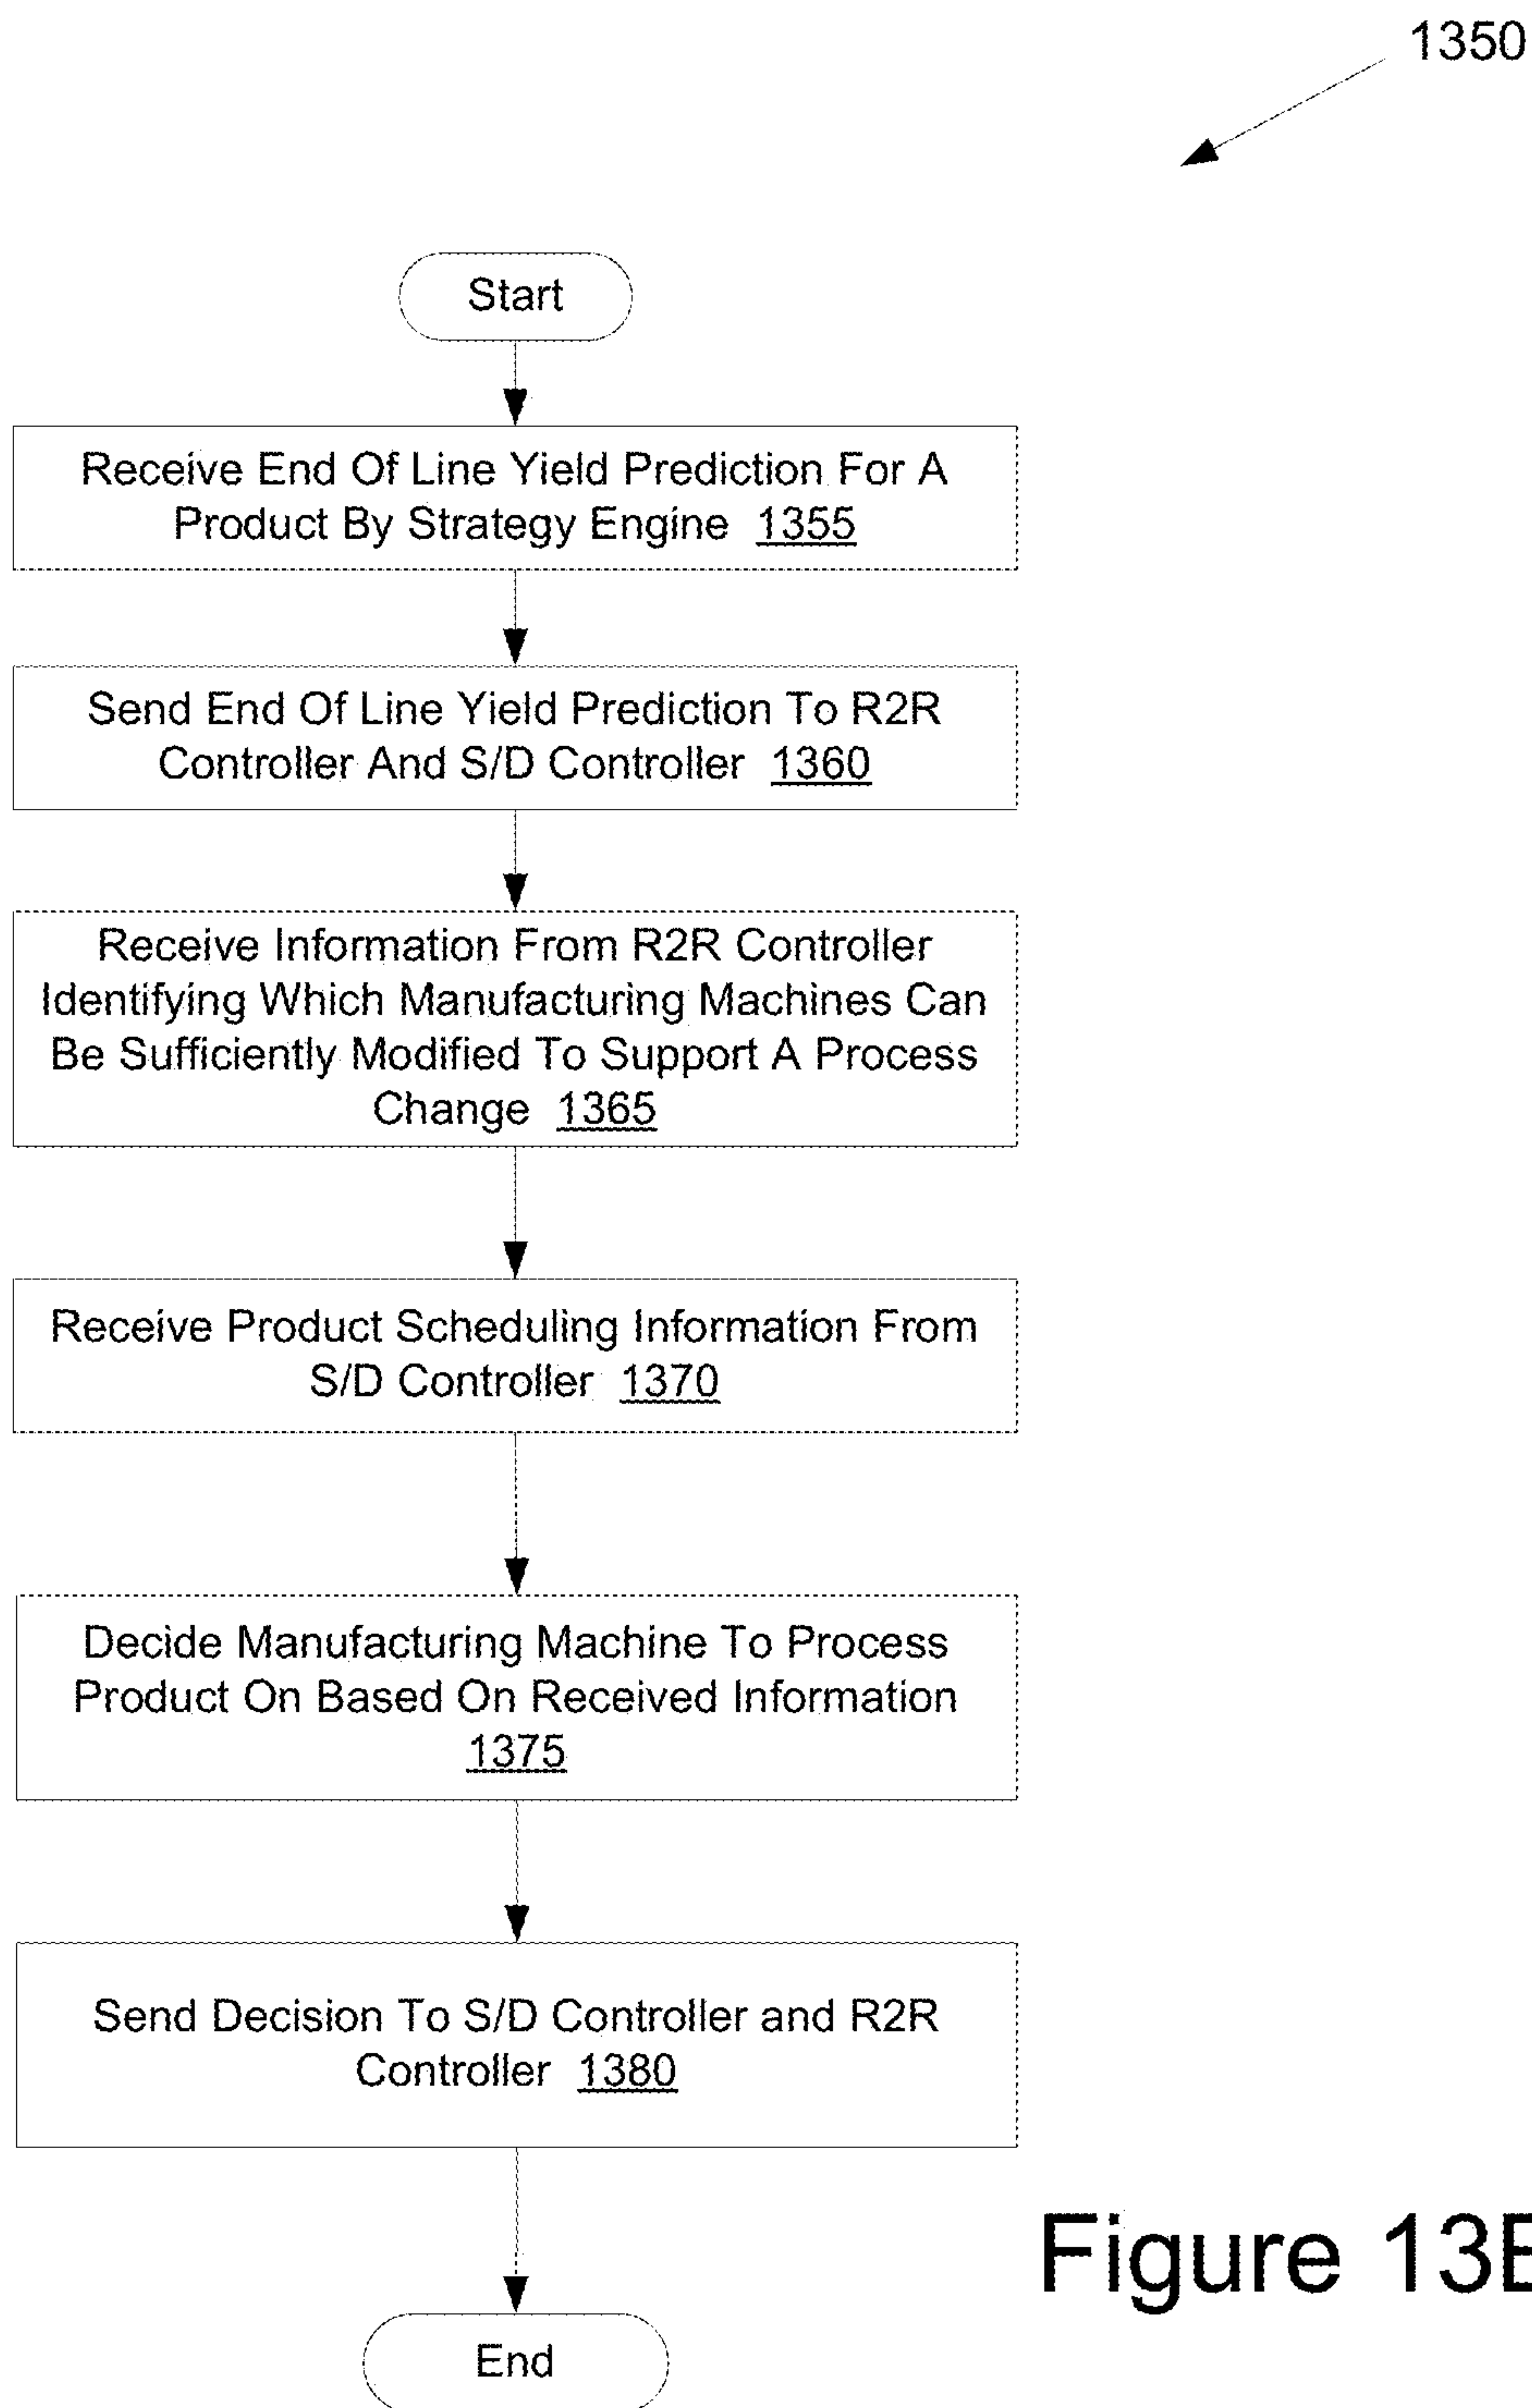 1350
Start
Receive End Of Line Yield Prediction For A
Product By Strategy Engine 1355
Send End Of Line Yield Prediction To R2R
Controller And S/D Controller 1360
Receive Information From R2R Controller
Identifying Which Manufacturing Machines Can
Be Sufficiently Modified To Support A Process
Change 1365
Receive Product Scheduling Information From
S/D Controller 1370
Decide Manufacturing Machine To Process
Product On Based On Received Information
1375
Send Decision To S/D Controller and R2R
Controller 1380
End
Figure